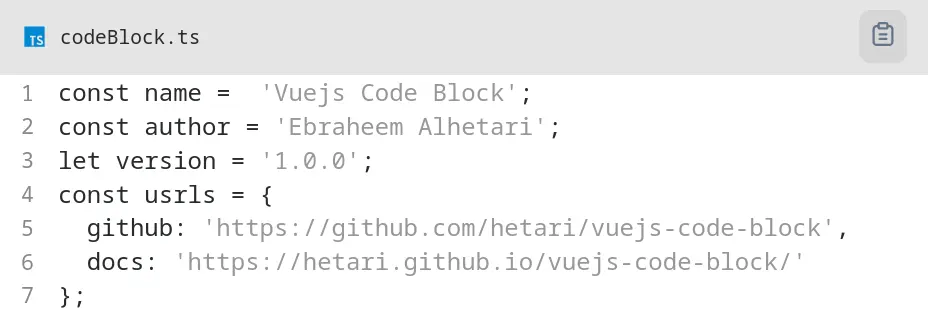 TS codeBlock.ts
1 const name =  'Vuejs Code Block';
2 const author = 'Ebraheem Alhetari';
3 let version = '1.0.0';
4 const usrls = {
5   github: 'https://github.com/hetari/vuejs-code-block',
6   docs: 'https://hetari.github.io/vuejs-code-block/'
7 };